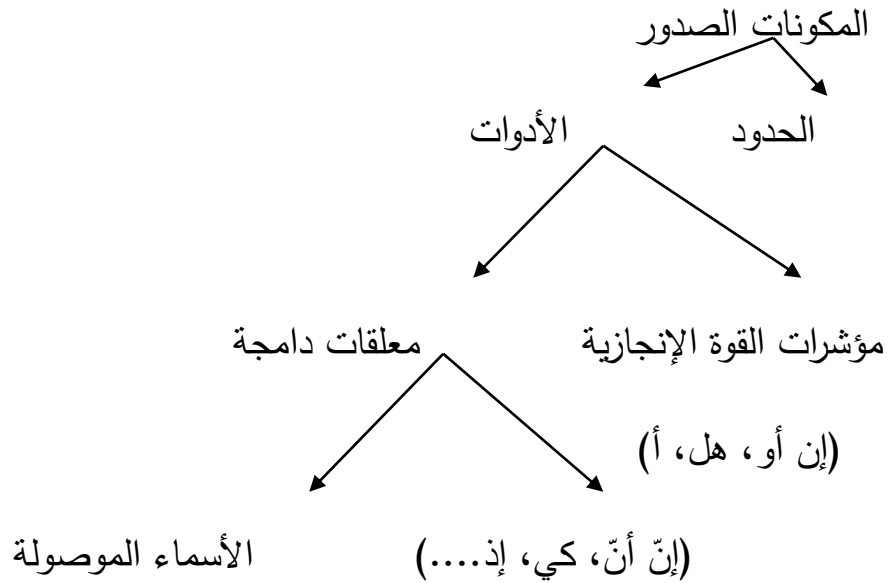 المكونات الصدور
الحدود الأدوات
مؤشرات القوة الإنجازية معلقات دامجة
(إن أو، هل، أ)
(إنّ أنّ، كي، إذ....) الأسماء الموصولة